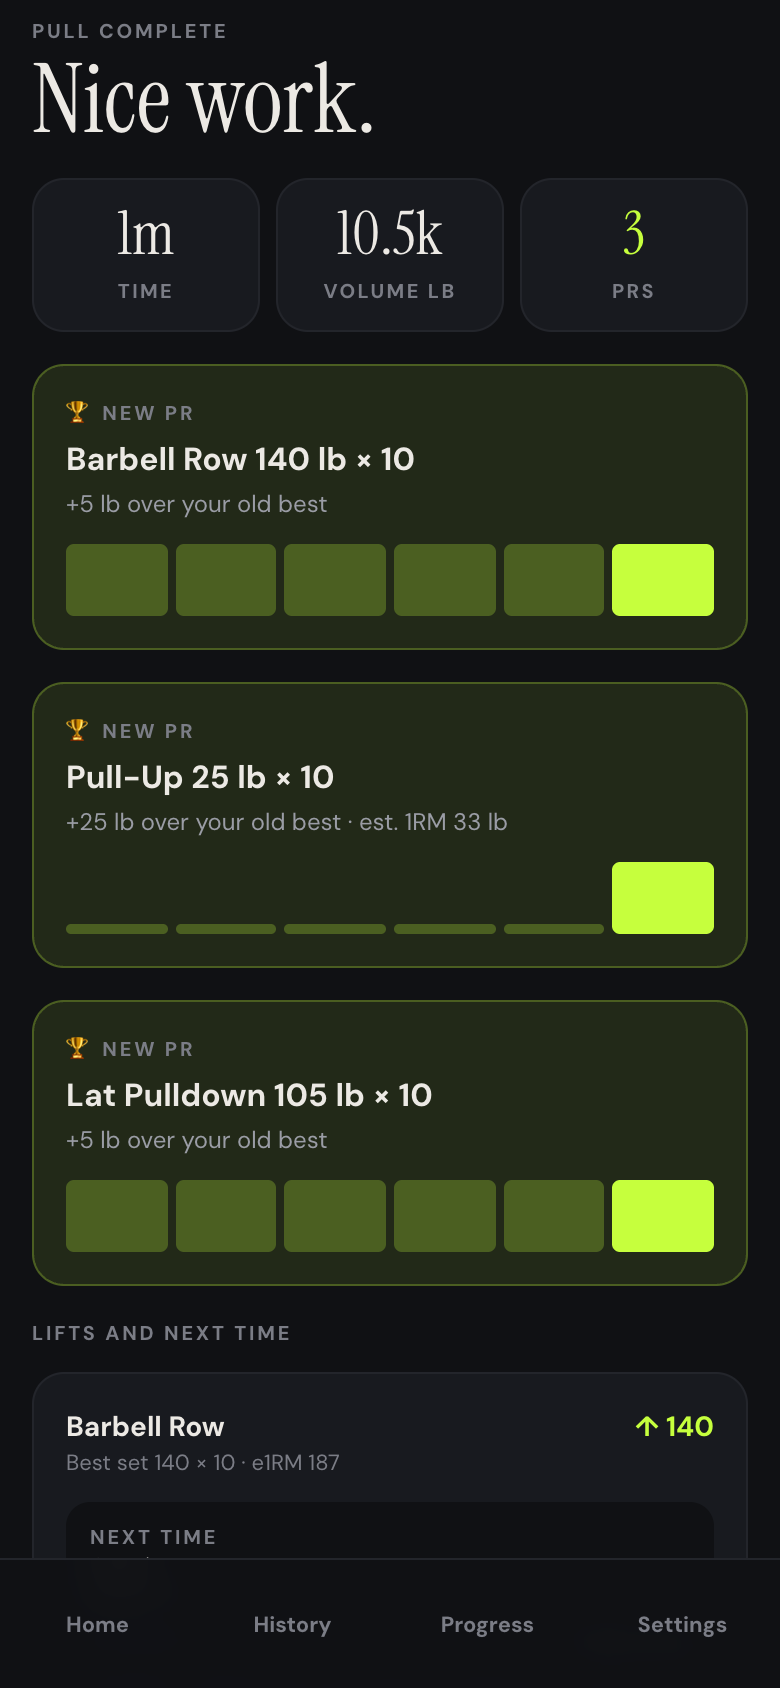 PULL COMPLETE
Nice work.
1m
TIME
10.5k
VOLUME LB
3
PRS
🏆 NEW PR
Barbell Row 140 lb × 10
+5 lb over your old best
🏆 NEW PR
Pull-Up 25 lb × 10
+25 lb over your old best · est. 1RM 33 lb
🏆 NEW PR
Lat Pulldown 105 lb × 10
+5 lb over your old best
LIFTS AND NEXT TIME
Barbell Row
↑ 140
Best set 140 × 10 · e1RM 187
NEXT TIME
Home
History
Progress
Settings